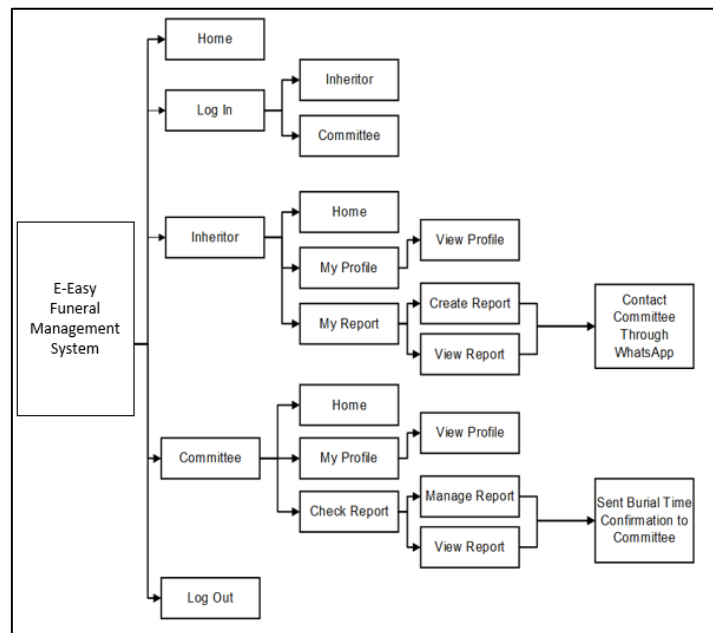 Home
Log In
Inheritor
Committee
E-Easy
Funeral
Management
System
Inheritor
Home
My Profile
View Profile
My Report
Create Report
View Report
Contact
Committee
Through
WhatsApp
Committee
Home
My Profile
View Profile
Check Report
Manage Report
View Report
Sent Burial Time
Confirmation to
Committee
Log Out